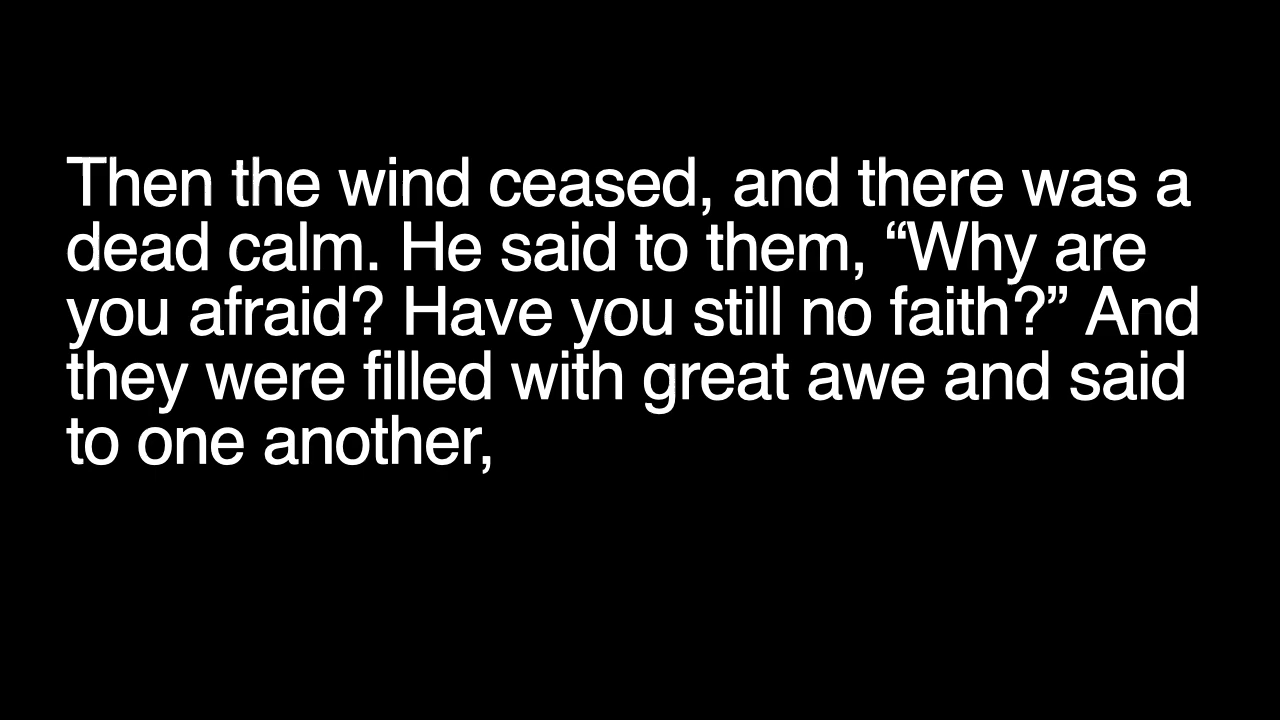 Then the wind ceased, and there was a
dead calm. He said to them, “Why are
you afraid? Have you still no faith?” And
they were filled with great awe and said
to one another,